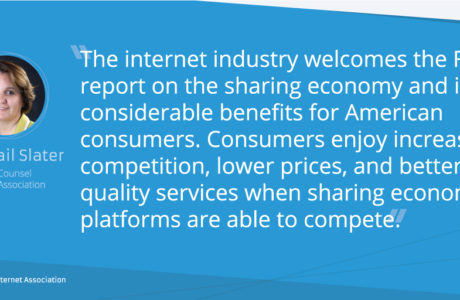 The internet industry welcomes the F
report on the sharing economy and i
considerable benefits for American
consumers. Consumers enjoy increas
competition, lower prices, and better
quality services when sharing econom
platforms are able to compete.
ail Slater
Counsel
Association
ternet Association